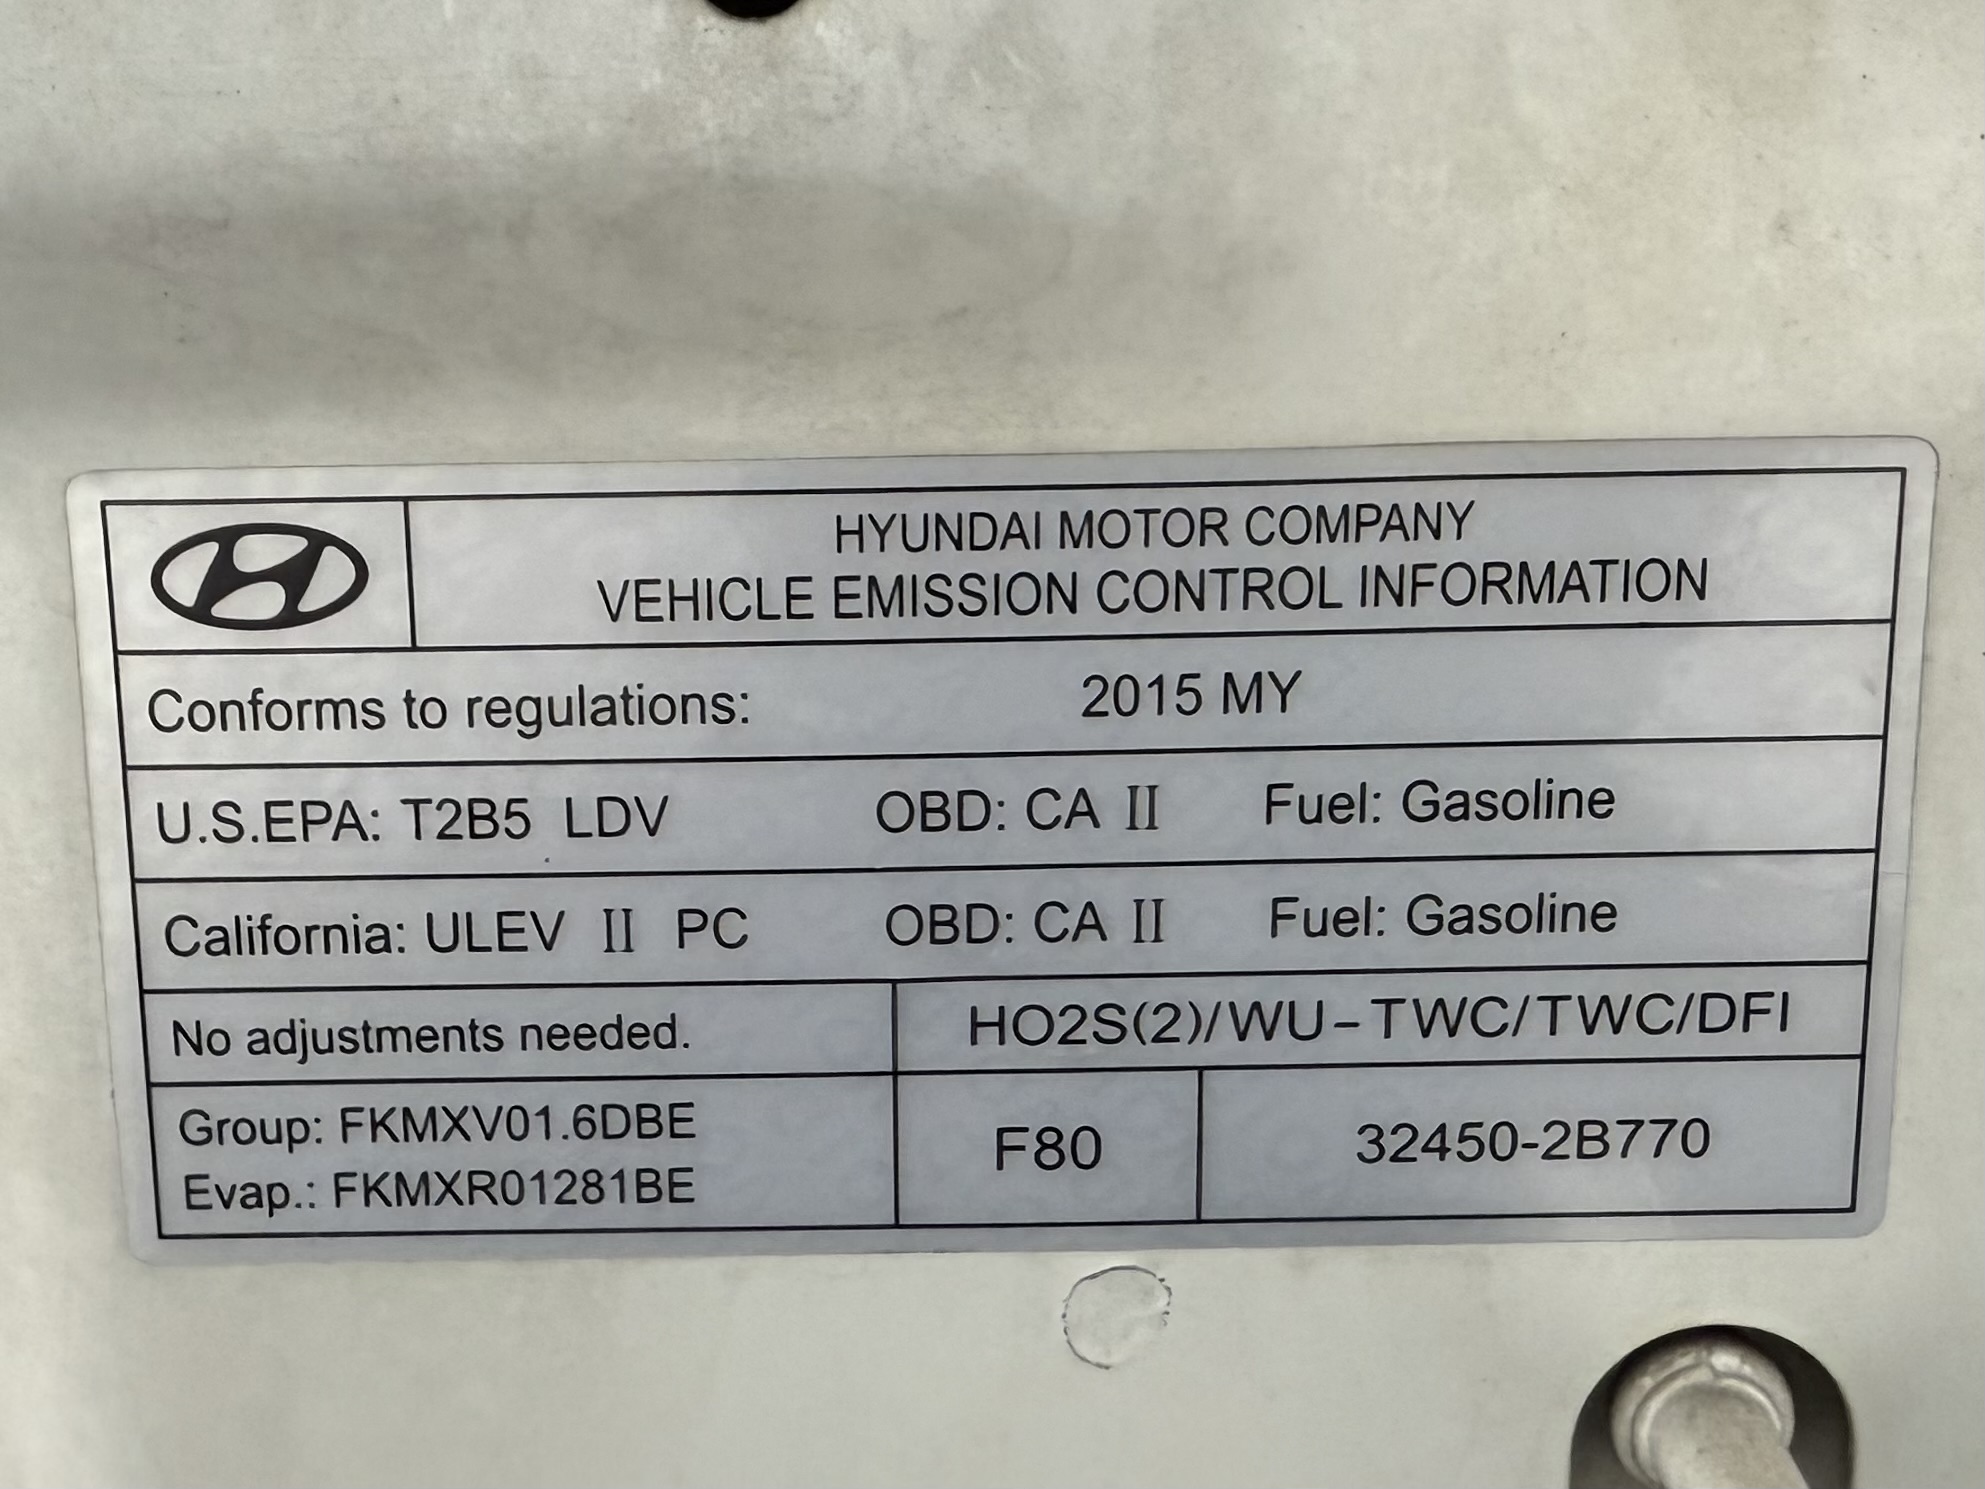 HYUNDAI MOTOR COMPANY
VEHICLE EMISSION CONTROL INFORMATION
Conforms to regulations: 2015 MY
U.S.EPA: T2B5 LDV OBD: CA II Fuel: Gasoline
California: ULEV II PC OBD: CA II Fuel: Gasoline
No adjustments needed. HO2S(2)/WU-TWC/TWC/DFI
Group: FKMXV01.6DBE
Evap.: FKMXR01281BE
F80
32450-2B770